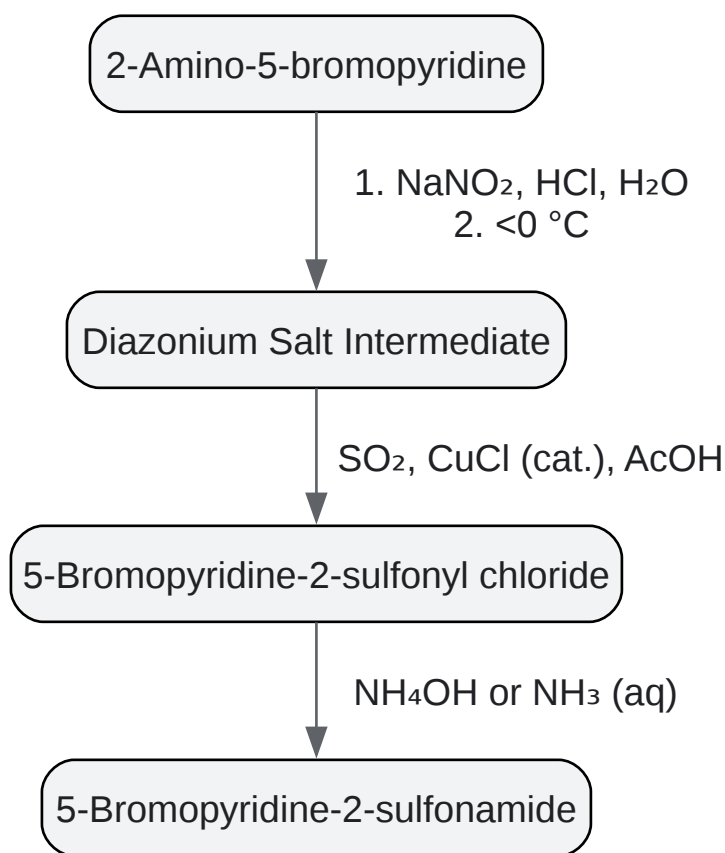 2-Amino-5-bromopyridine
1. NaNO₂, HCl, H₂O
2. <0 °C
Diazonium Salt Intermediate
SO₂, CuCl (cat.), AcOH
5-Bromopyridine-2-sulfonyl chloride
NH₄OH or NH₃ (aq)
5-Bromopyridine-2-sulfonamide